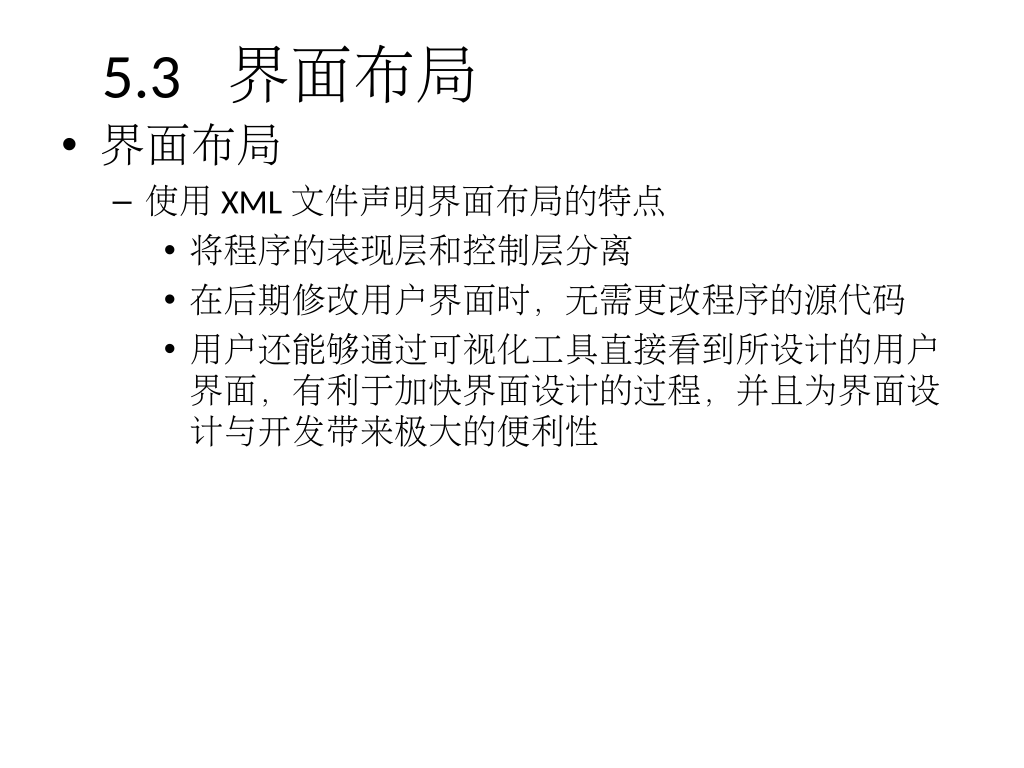 5.3 界面布局
• 界面布局
– 使用 XML 文件声明界面布局的特点
• 将程序的表现层和控制层分离
• 在后期修改用户界面时，无需更改程序的源代码
• 用户还能够通过可视化工具直接看到所设计的用户
界面，有利于加快界面设计的过程，并且为界面设
计与开发带来极大的便利性